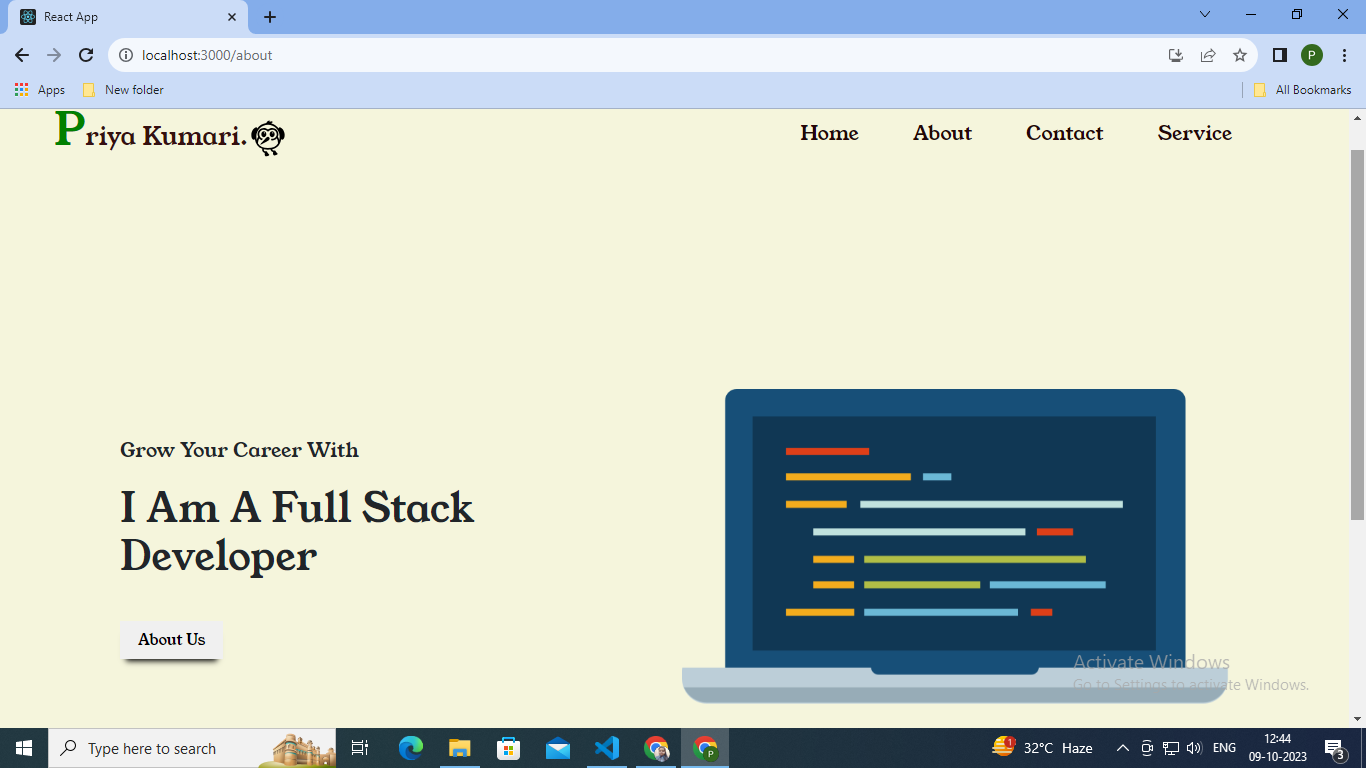 React App
localhost:3000/about
P
Apps
New folder
All Bookmarks
Priya Kumari.
Home
About
Contact
Service
Grow Your Career With
I Am A Full Stack
Developer
About Us
Activate Windows
Go to Settings to activate Windows.
Type here to search
P
1
32°C Haze
ENG
12:44
09-10-2023
3